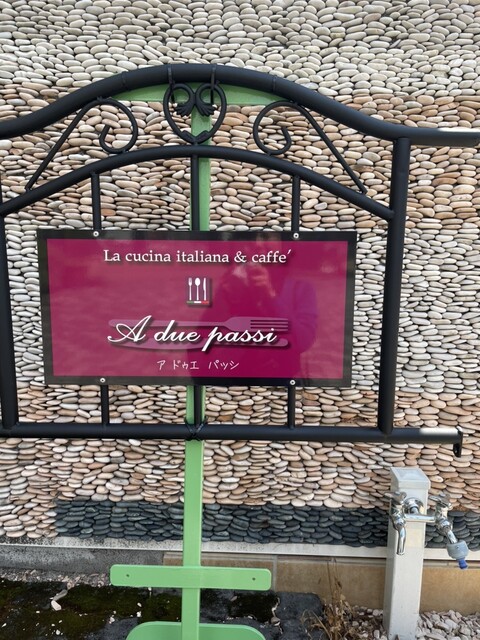 La cucina italiana & caffe'
A due passi
ア ドゥエ パッシ